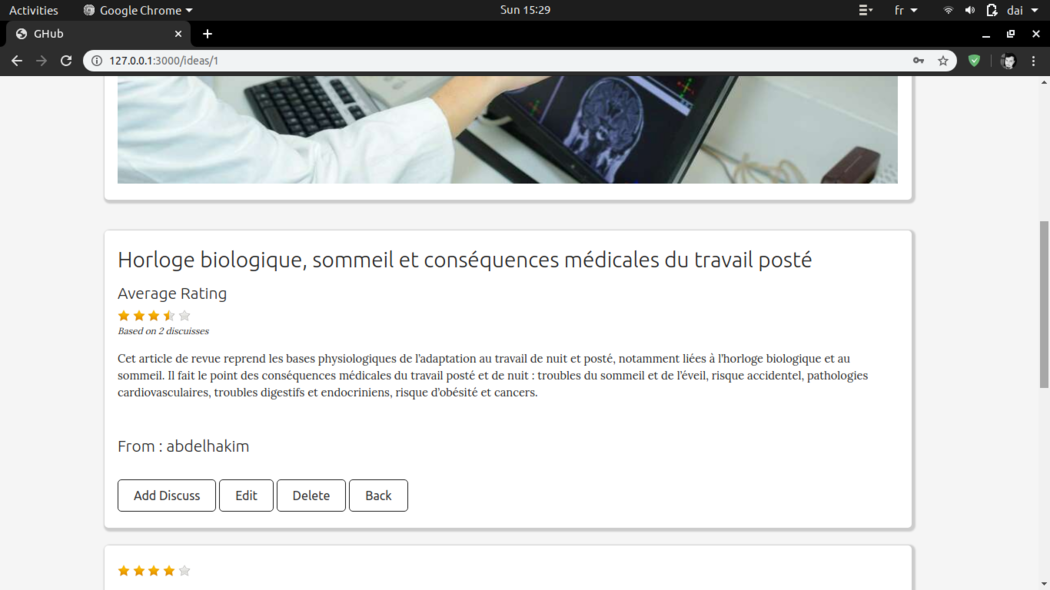 Activities Google Chrome Sun 15:29 fr dai
GHub
127.0.0.1:3000/ideas/1
Horloge biologique, sommeil et conséquences médicales du travail posté
Average Rating
Based on 2 discuisses
Cet article de revue reprend les bases physiologiques de l'adaptation au travail de nuit et posté, notamment liées à l'horloge biologique et au
sommeil. Il fait le point des conséquences médicales du travail posté et de nuit : troubles du sommeil et de l'éveil, risque accidentel, pathologies
cardiovasculaires, troubles digestifs et endocriniens, risque d'obésité et cancers.
From : abdelhakim
Add Discuss Edit Delete Back